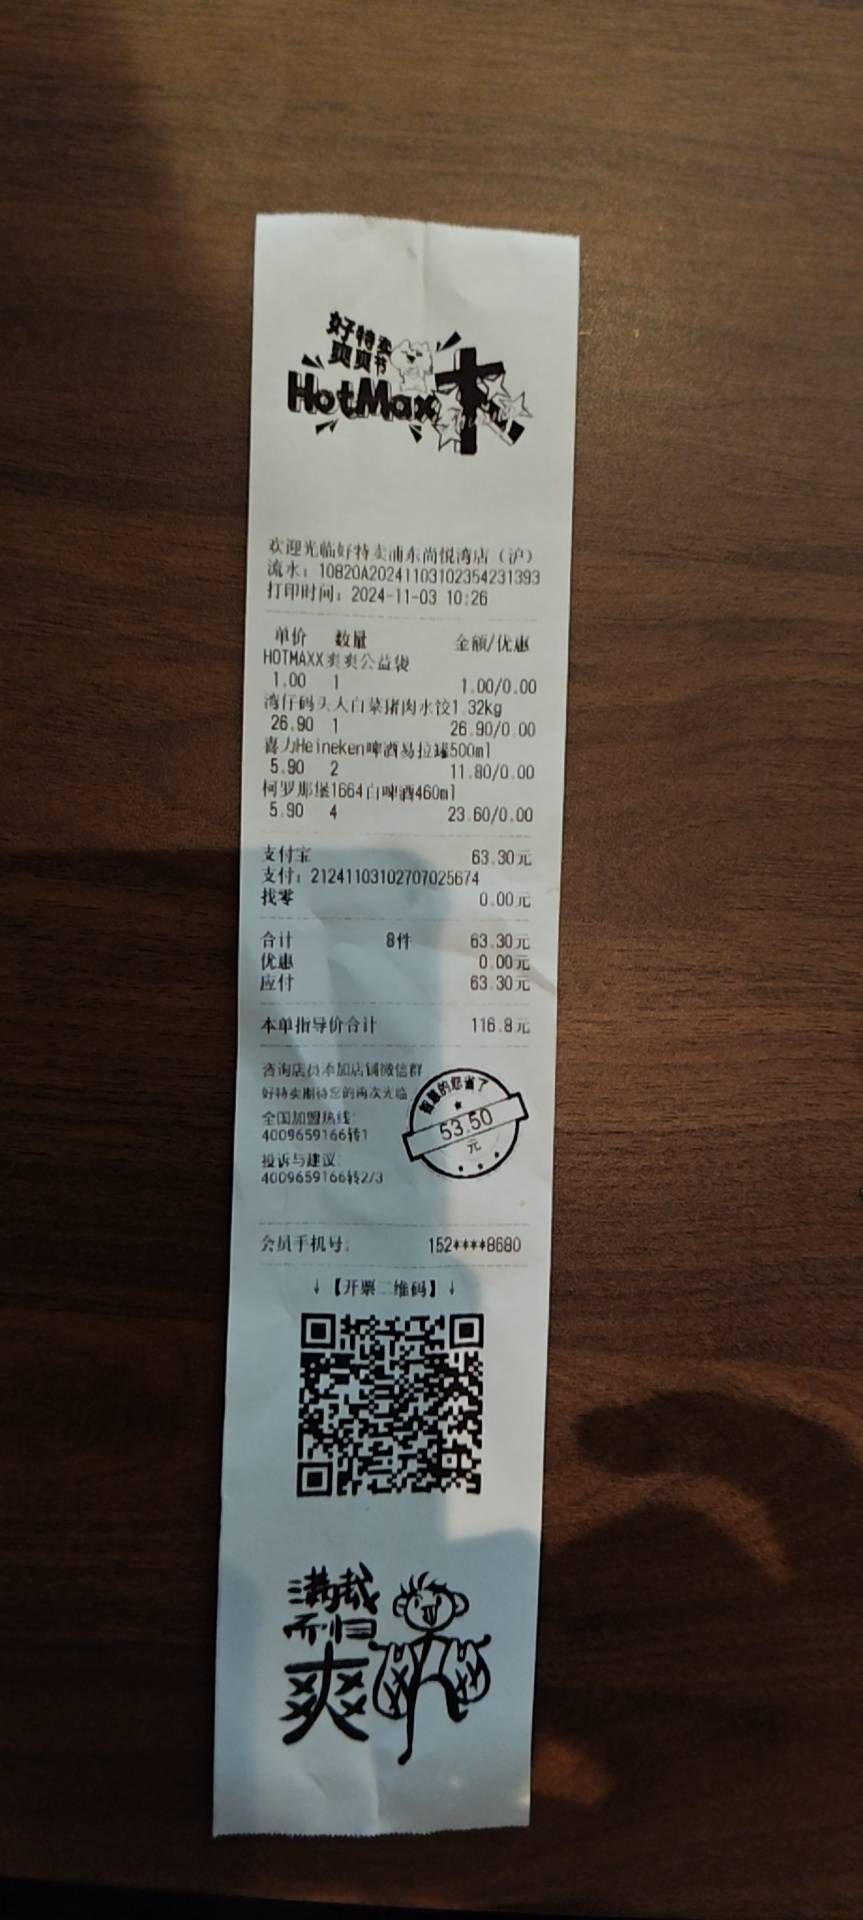 好特卖
爽爽节
HotMaxx
欢迎光临好特卖浦东尚悦湾店（沪）
流水：10820A20241103102354231393
打印时间：2024-11-03 10:26
单价 数量 金额/优惠
HOTMAXX爽爽公益袋
1.00 1 1.00/0.00
湾仔码头大白菜猪肉水饺1.32kg
26.90 1 26.90/0.00
喜力Heineken啤酒易拉罐500ml
5.90 2 11.80/0.00
柯罗那堡1664白啤酒460ml
5.90 4 23.60/0.00
支付宝 63.30元
支付：21241103102707025674
找零 0.00元
合计 8件 63.30元
优惠 0.00元
应付 63.30元
本单指导价合计 116.8元
咨询店员添加店铺微信群
好特卖期待您的再次光临
全国加盟热线：
4009659166转1
投诉与建议：
4009659166转2/3
智慧的您省了
53.50
元
会员手机号： 152****8680
↓【开票二维码】↓
满载
而归
爽